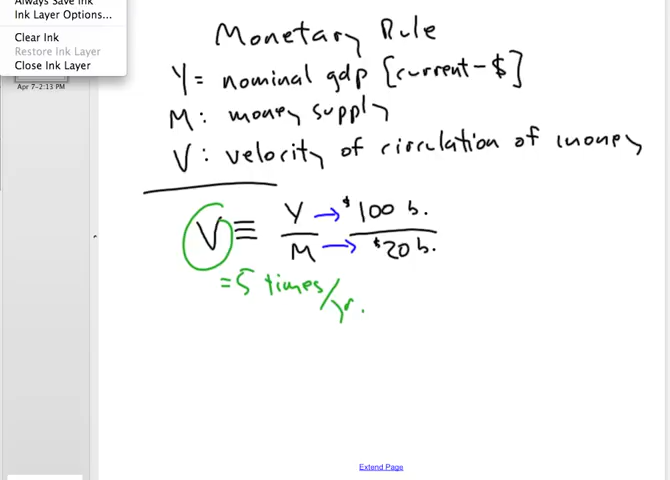 Always Save Ink
Ink Layer Options...
Clear Ink
Restore Ink Layer
Close Ink Layer
Apr 7-2:13 PM
Monetary Rule
Y = nominal gdp [current-$]
M : money supply
V : velocity of circulation of money
V ≡ Y → $100 b.
M → $20 b.
= 5 times/yr.
Extend Page